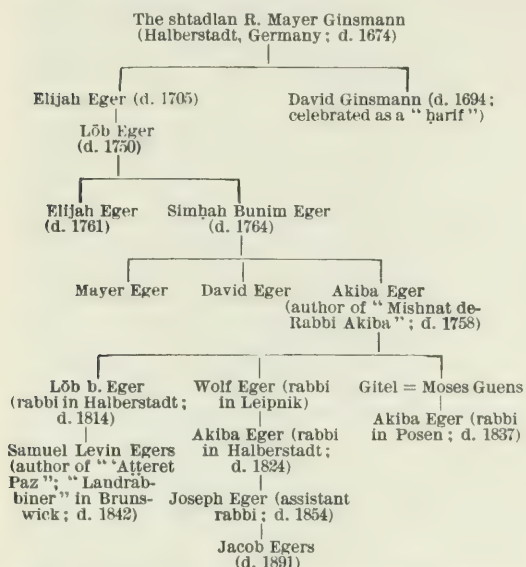 The shtadlan R. Mayer Ginsmann
(Halberstadt, Germany; d. 1674)
Elijah Eger (d. 1705)
David Ginsmann (d. 1694;
celebrated as a "ḥarif")
Löb Eger
(d. 1750)
Elijah Eger
(d. 1761)
Simḥah Bunim Eger
(d. 1764)
Mayer Eger
David Eger
Akiba Eger
(author of "Mishnat de-
Rabbi Akiba"; d. 1758)
Löb b. Eger
(rabbi in Halberstadt;
d. 1814)
Wolf Eger (rabbi
in Leipnik)
Gitel = Moses Guens
Samuel Levin Egers
(author of "'Aṭṭeret
Paz"; "Landrab-
biner" in Bruns-
wick; d. 1842)
Akiba Eger (rabbi
in Halberstadt;
d. 1824)
Akiba Eger (rabbi
in Posen; d. 1837)
Joseph Eger (assistant
rabbi; d. 1854)
Jacob Egers
(d. 1891)